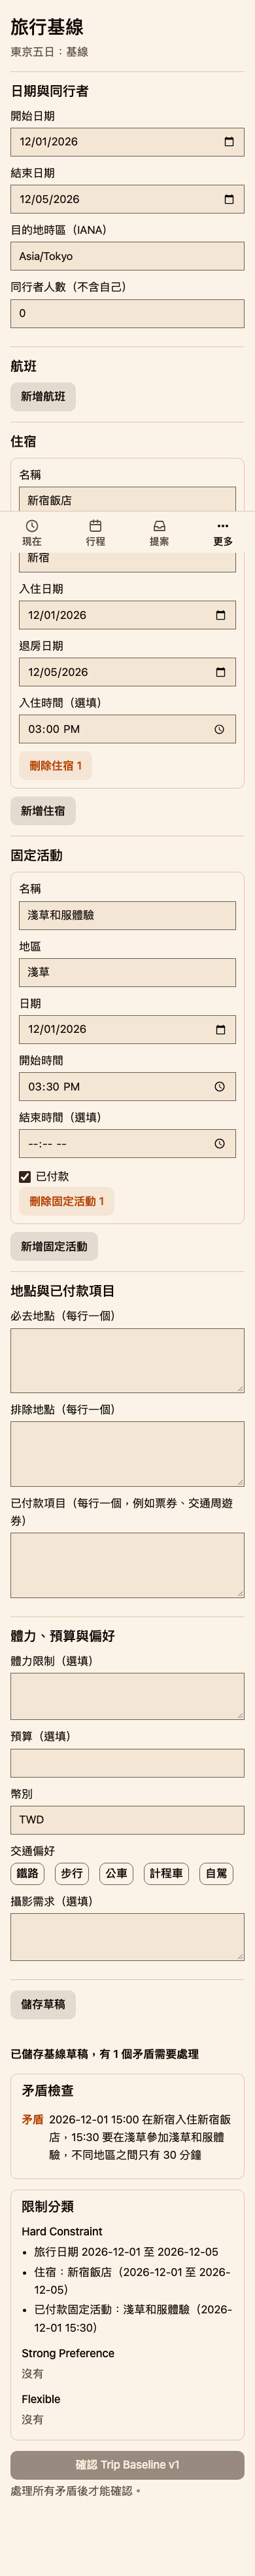 旅行基線
東京五日：基線
日期與同行者
開始日期
12/01/2026
結束日期
12/05/2026
目的地時區（IANA）
Asia/Tokyo
同行者人數（不含自己）
0
航班
新增航班
住宿
名稱
新宿飯店
現在
行程
提案
更多
新宿
入住日期
12/01/2026
退房日期
12/05/2026
入住時間（選填）
03:00 PM
刪除住宿 1
新增住宿
固定活動
名稱
淺草和服體驗
地區
淺草
日期
12/01/2026
開始時間
03:30 PM
結束時間（選填）
--:-- --
已付款
刪除固定活動 1
新增固定活動
地點與已付款項目
必去地點（每行一個）
排除地點（每行一個）
已付款項目（每行一個，例如票券、交通周遊
券）
體力、預算與偏好
體力限制（選填）
預算（選填）
幣別
TWD
交通偏好
鐵路 步行 公車 計程車 自駕
攝影需求（選填）
儲存草稿
已儲存基線草稿，有 1 個矛盾需要處理
矛盾檢查
矛盾 2026-12-01 15:00 在新宿入住新宿飯
店，15:30 要在淺草參加淺草和服體
驗，不同地區之間只有 30 分鐘
限制分類
Hard Constraint
• 旅行日期 2026-12-01 至 2026-12-05
• 住宿：新宿飯店（2026-12-01 至 2026-
12-05）
• 已付款固定活動：淺草和服體驗（2026-
12-01 15:30）
Strong Preference
沒有
Flexible
沒有
確認 Trip Baseline v1
處理所有矛盾後才能確認。